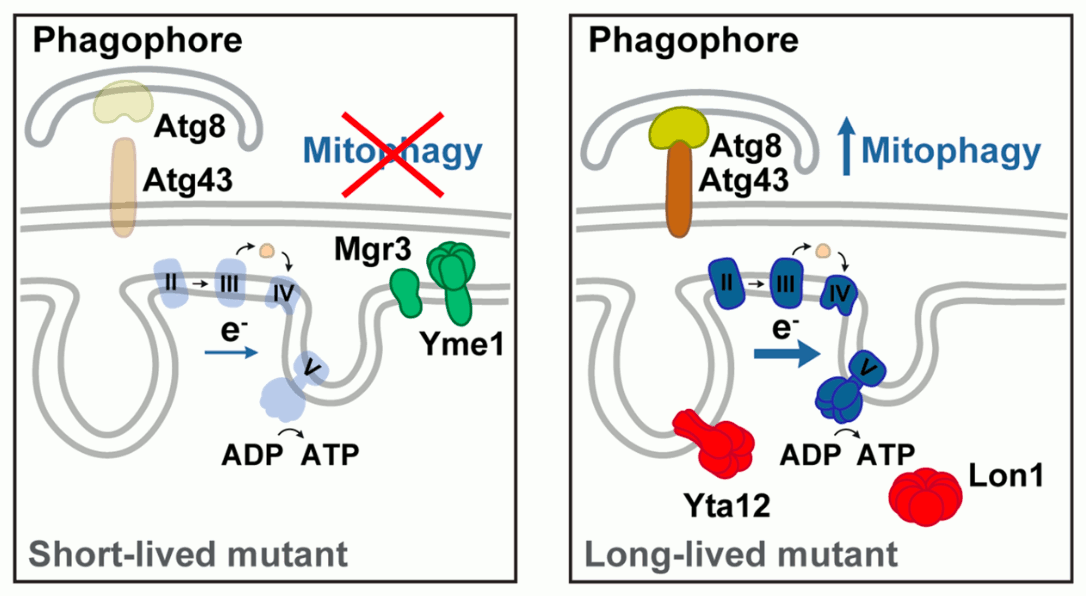 Phagophore
Atg8
Atg43
Mitophagy
Mgr3
Yme1
II
III
IV
e-
V
ADP ATP
Short-lived mutant
Phagophore
Atg8
Atg43
Mitophagy
II
III
IV
e-
V
ADP ATP
Yta12
Lon1
Long-lived mutant